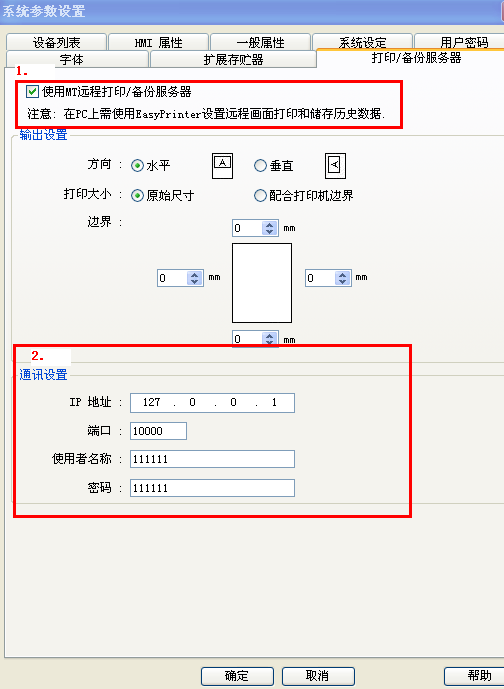 系统参数设置
设备列表 HMI 属性 一般属性 系统设定 用户密码
字体 扩展存贮器 打印/备份服务器
1.
使用MT远程打印/备份服务器
注意: 在PC上需使用EasyPrinter设置远程画面打印和储存历史数据.
输出设置
方向 : 水平 A 垂直 A
打印大小 : 原始尺寸 配合打印机边界
边界 :
0 mm
0 mm 0 mm
0 mm
2.
通讯设置
IP 地址 : 127 . 0 . 0 . 1
端口 : 10000
使用者名称 : 111111
密码 : 111111
确定 取消 帮助